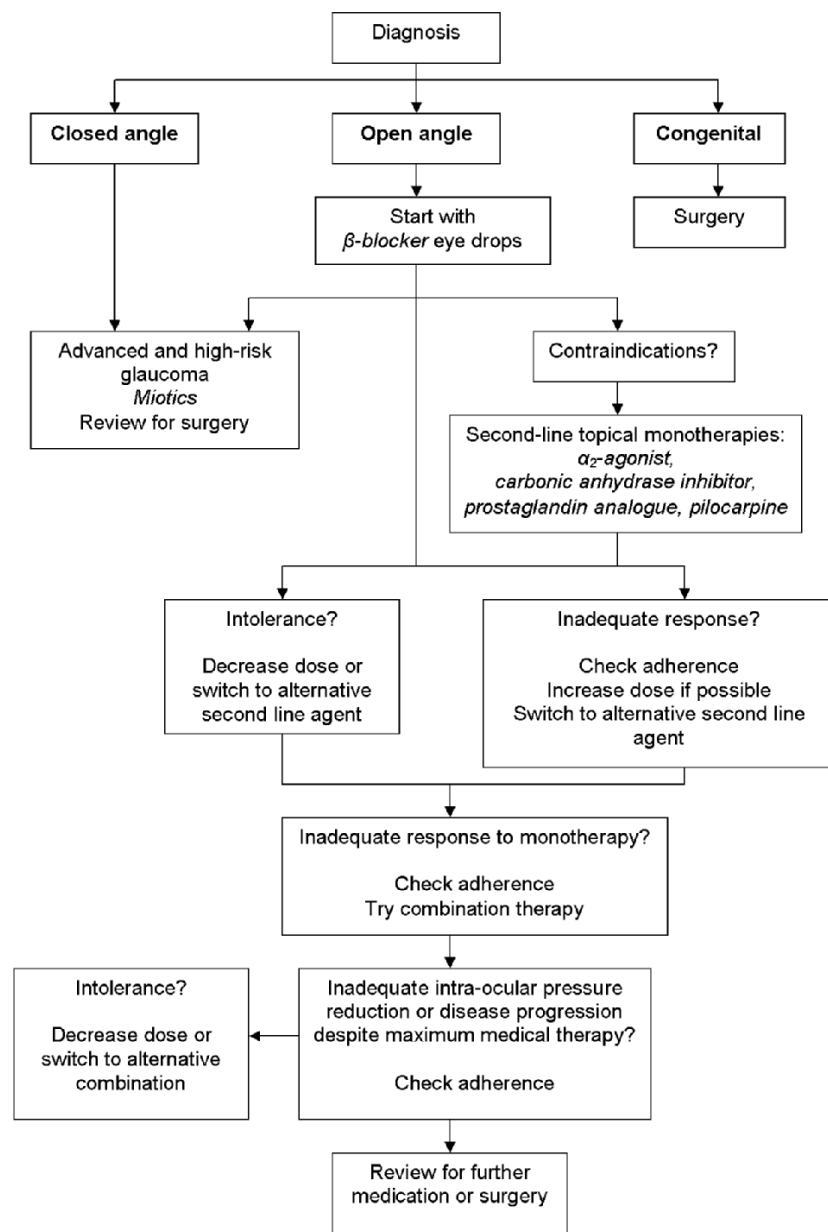 Diagnosis
Closed angle
Open angle
Congenital
Start with
β-blocker eye drops
Surgery
Advanced and high-risk
glaucoma
Miotics
Review for surgery
Contraindications?
Second-line topical monotherapies:
α₂-agonist,
carbonic anhydrase inhibitor,
prostaglandin analogue, pilocarpine
Intolerance?
Decrease dose or
switch to alternative
second line agent
Inadequate response?
Check adherence
Increase dose if possible
Switch to alternative second line
agent
Inadequate response to monotherapy?
Check adherence
Try combination therapy
Intolerance?
Decrease dose or
switch to alternative
combination
Inadequate intra-ocular pressure
reduction or disease progression
despite maximum medical therapy?
Check adherence
Review for further
medication or surgery